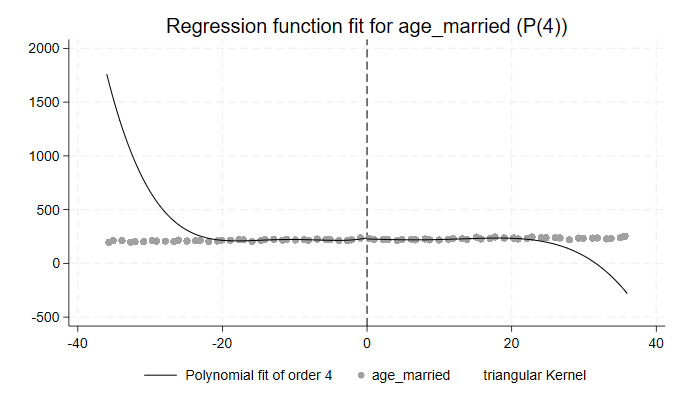 Regression function fit for age_married (P(4))
2000
1500
1000
500
0
-500
-40
-20
0
20
40
Polynomial fit of order 4
age_married
triangular Kernel